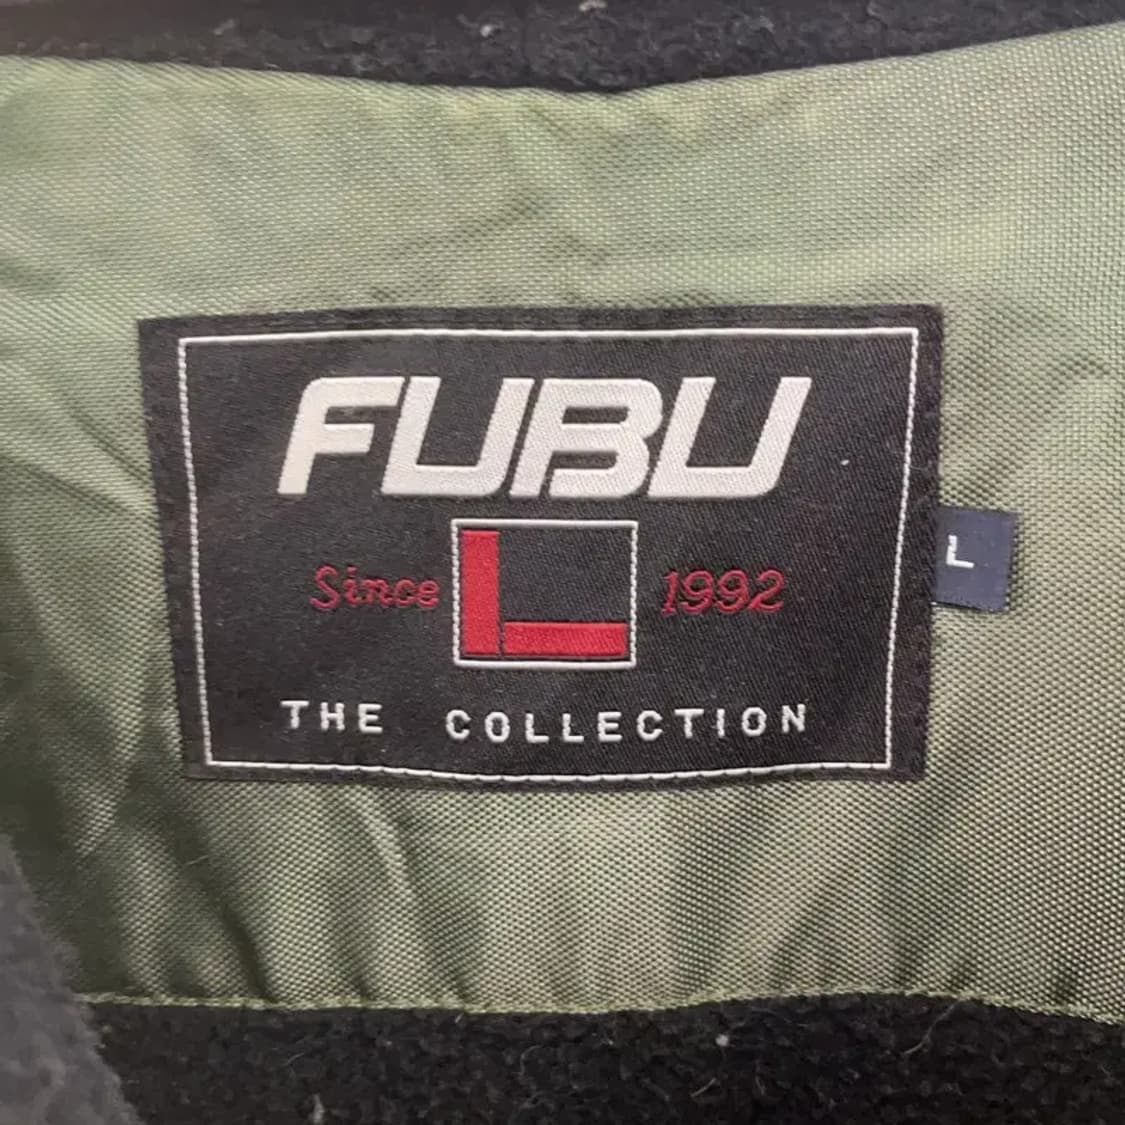 FUBU
Since 1992
THE COLLECTION
L